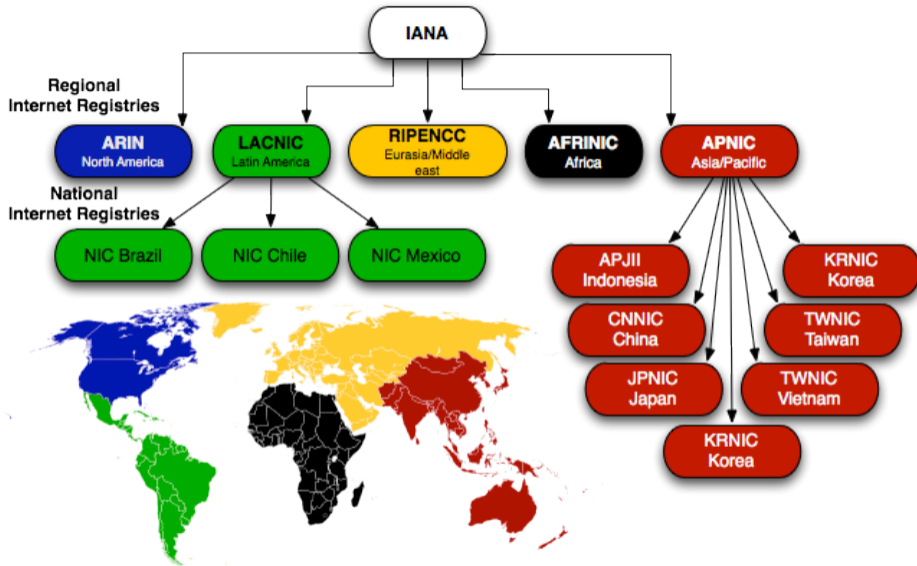 IANA
Regional
Internet Registries
ARIN
North America
LACNIC
Latin America
RIPENCC
Eurasia/Middle
east
AFRINIC
Africa
APNIC
Asia/Pacific
National
Internet Registries
NIC Brazil
NIC Chile
NIC Mexico
APJII
Indonesia
KRNIC
Korea
CNNIC
China
TWNIC
Taiwan
JPNIC
Japan
TWNIC
Vietnam
KRNIC
Korea